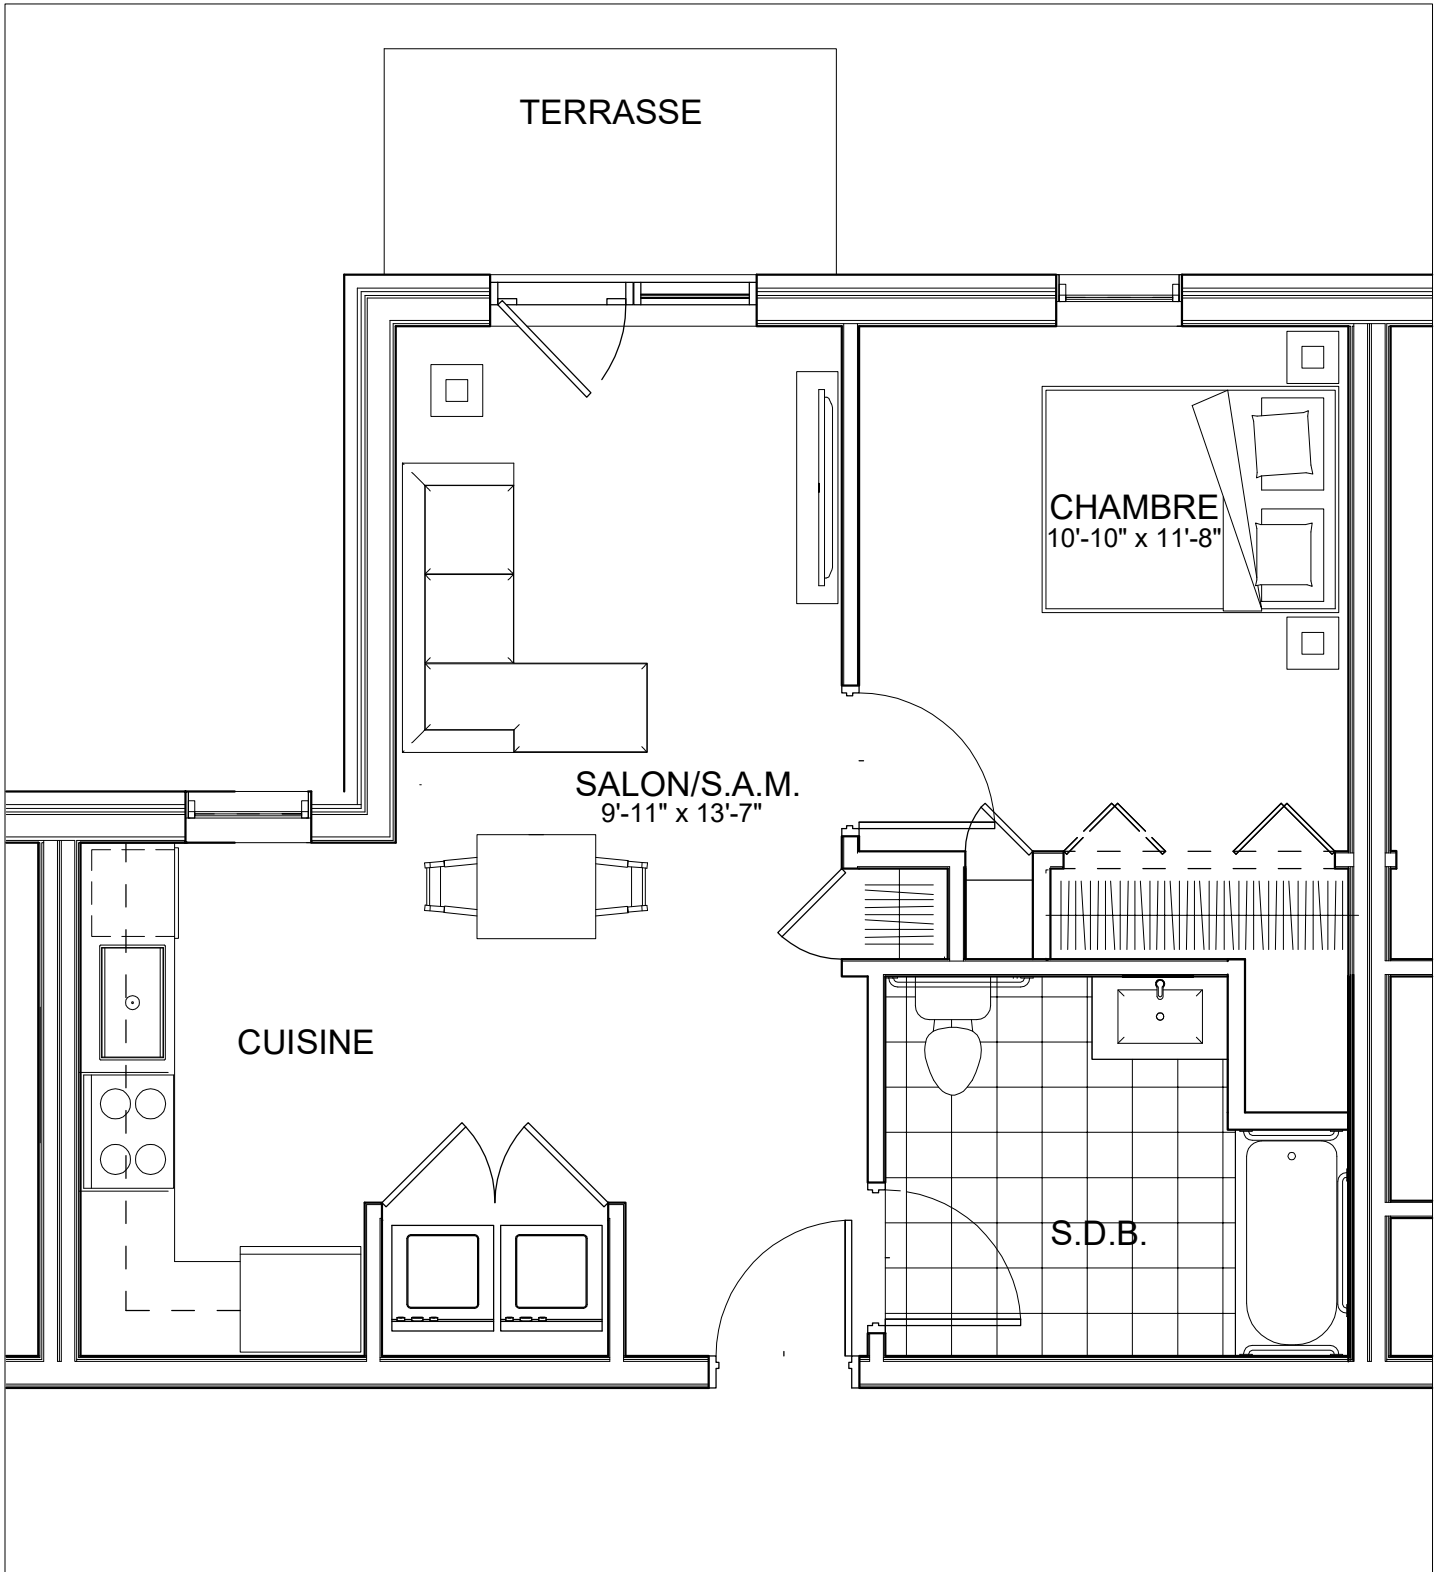 TERRASSE
CHAMBRE
10'-10" x 11'-8"
SALON/S.A.M.
9'-11" x 13'-7"
CUISINE
S.D.B.